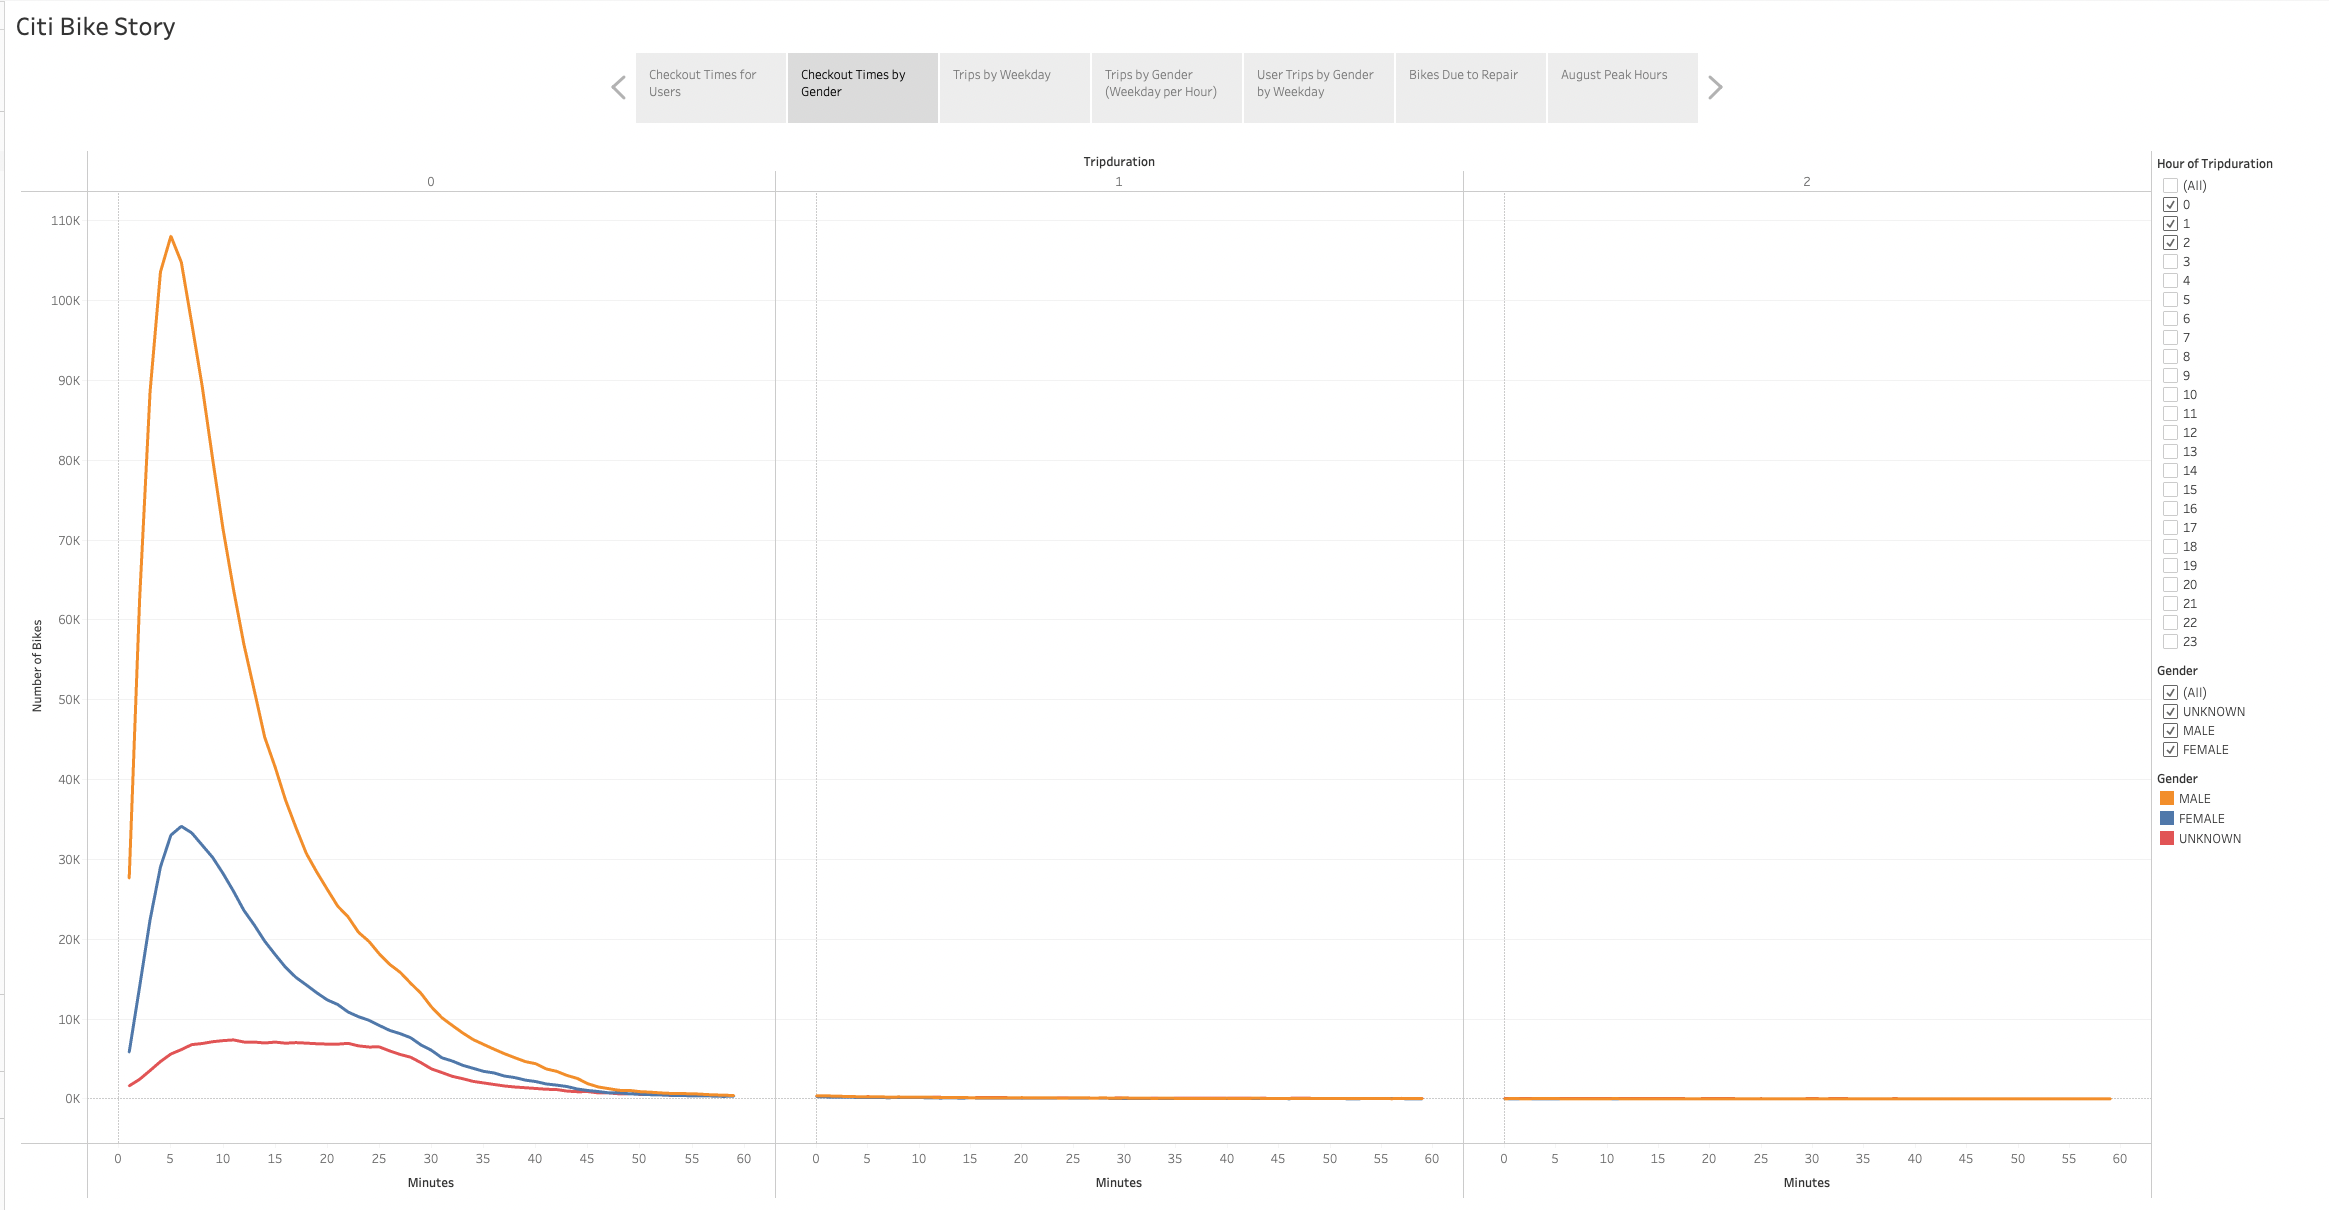 Citi Bike Story
Checkout Times for
Users
Checkout Times by
Gender
Trips by Weekday
Trips by Gender
(Weekday per Hour)
User Trips by Gender
by Weekday
Bikes Due to Repair
August Peak Hours
Tripduration
0
1
2
Number of Bikes
110K
100K
90K
80K
70K
60K
50K
40K
30K
20K
10K
0K
0 5 10 15 20 25 30 35 40 45 50 55 60
Minutes
0 5 10 15 20 25 30 35 40 45 50 55 60
Minutes
0 5 10 15 20 25 30 35 40 45 50 55 60
Minutes
Hour of Tripduration
(All)
0
1
2
3
4
5
6
7
8
9
10
11
12
13
14
15
16
17
18
19
20
21
22
23
Gender
(All)
UNKNOWN
MALE
FEMALE
Gender
MALE
FEMALE
UNKNOWN